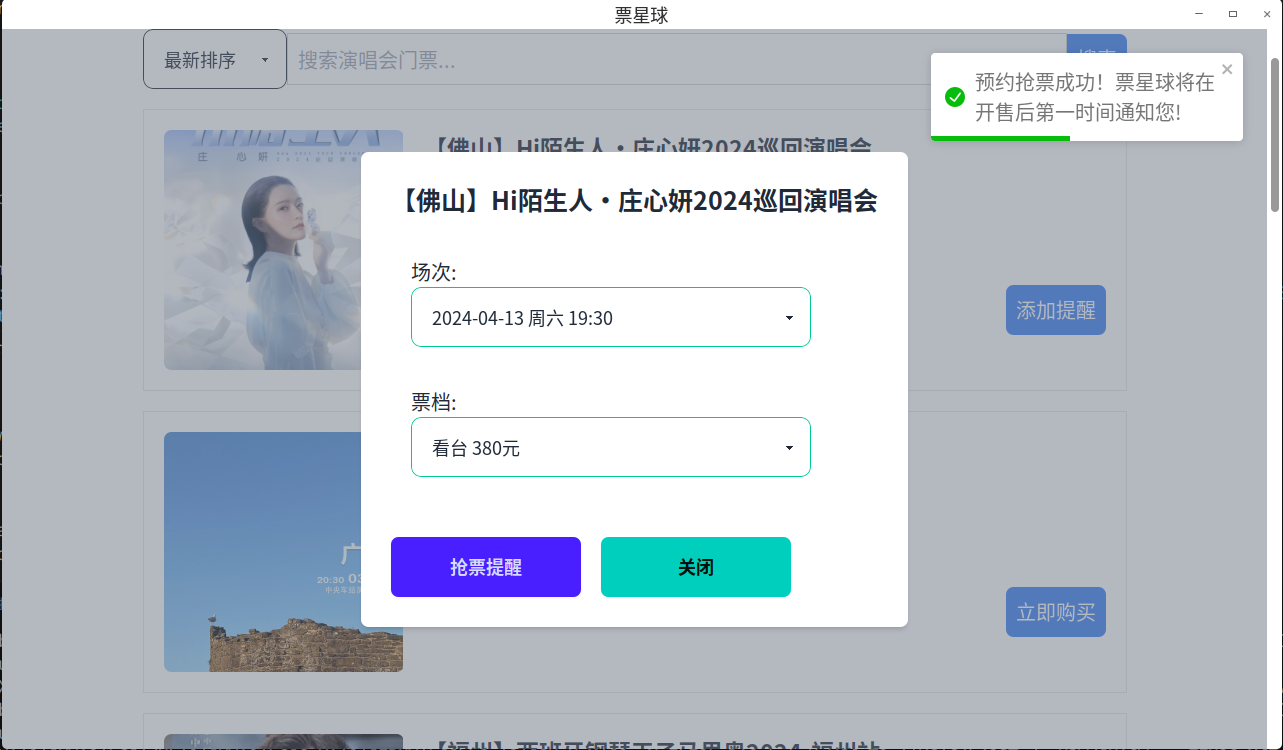 票星球
最新排序
搜索演唱会门票...
预约抢票成功！票星球将在
开售后第一时间通知您!
【佛山】Hi陌生人·庄心妍2024巡回演唱会
庄 心 妍
【佛山】Hi陌生人·庄心妍2024巡回演唱会
场次:
2024-04-13 周六 19:30
添加提醒
票档:
看台 380元
抢票提醒
关闭
广
20:30 03
立即购买